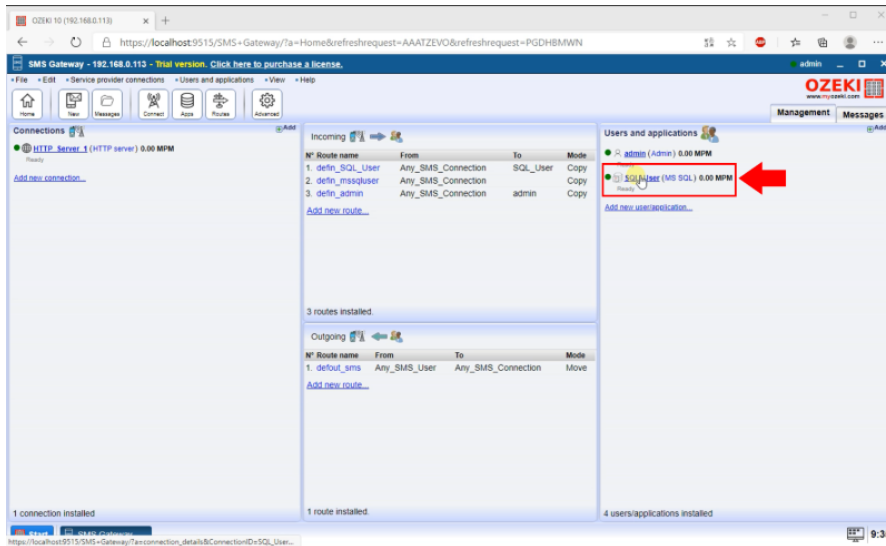 OZEKI 10 (192.168.0.113)
https://localhost:9515/SMS+Gateway/?a=Home&refreshrequest=AAATZEVO&refreshrequest=PGDHBMWN
SMS Gateway - 192.168.0.113 - Trial version. Click here to purchase a license.
admin
File Edit Service provider connections Users and applications View Help
OZEKI
www.myozeki.com
Home New Messages Connect Apps Routes Advanced
Management Messages
Connections Add
HTTP_Server_1 (HTTP server) 0.00 MPM
Ready
Add new connection...
1 connection installed
Incoming
N° Route name From To Mode
1. defin_SQL_User Any_SMS_Connection SQL_User Copy
2. defin_mssqluser Any_SMS_Connection Copy
3. defin_admin Any_SMS_Connection admin Copy
Add new route...
3 routes installed.
Outgoing
N° Route name From To Mode
1. defout_sms Any_SMS_User Any_SMS_Connection Move
Add new route...
1 route installed.
Users and applications Add
admin (Admin) 0.00 MPM
SQL_User (MS SQL) 0.00 MPM
Ready
Add new user/application...
4 users/applications installed
Start SMS Gateway
9:3
https://localhost:9515/SMS+Gateway/?a=connection_details&ConnectionID=SQL_User...